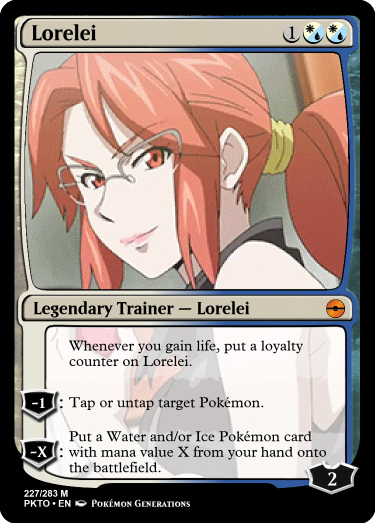 Lorelei 1
Legendary Trainer — Lorelei
Whenever you gain life, put a loyalty
counter on Lorelei.
-1: Tap or untap target Pokémon.
Put a Water and/or Ice Pokémon card
-X: with mana value X from your hand onto
the battlefield.
2
227/283 M
PKTO • EN Pokémon Generations